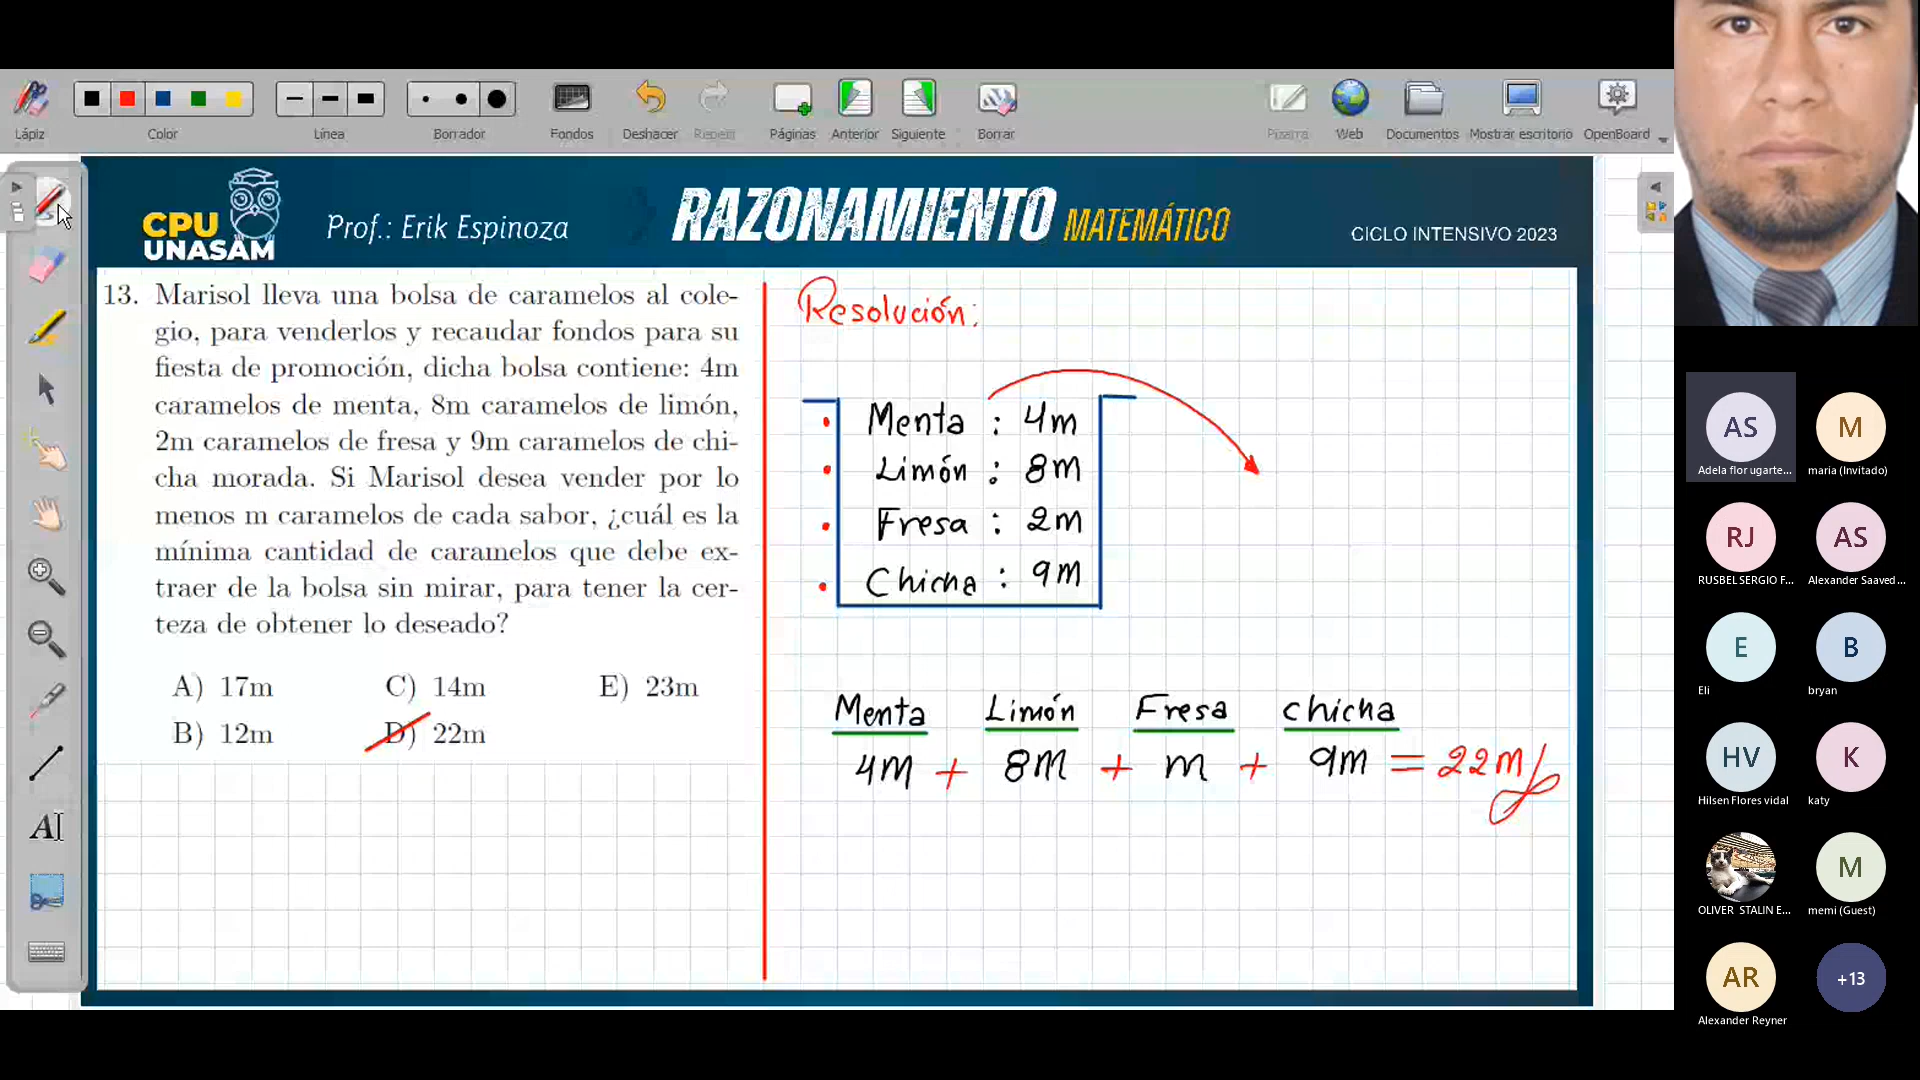 Lápiz
Color
Línea
Borrador
Fondos
Deshacer
Repetir
Páginas
Anterior
Siguiente
Borrar
Pizarra
Web
Documentos
Mostrar escritorio
OpenBoard
CPU
UNASAM
Prof.: Erik Espinoza
RAZONAMIENTO MATEMÁTICO
CICLO INTENSIVO 2023
13. Marisol lleva una bolsa de caramelos al cole-
gio, para venderlos y recaudar fondos para su
fiesta de promoción, dicha bolsa contiene: 4m
caramelos de menta, 8m caramelos de limón,
2m caramelos de fresa y 9m caramelos de chi-
cha morada. Si Marisol desea vender por lo
menos m caramelos de cada sabor, ¿cuál es la
mínima cantidad de caramelos que debe ex-
traer de la bolsa sin mirar, para tener la cer-
teza de obtener lo deseado?
A) 17m C) 14m E) 23m
B) 12m D) 22m
Resolución:
Menta : 4m
Limón : 8m
Fresa : 2m
Chicha : 9m
Menta Limón Fresa chicha
4m + 8m + m + 9m = 22m
AS
Adela flor ugarte...
M
maria (Invitado)
RJ
RUSBEL SERGIO F...
AS
Alexander Saaved...
E
Eli
B
bryan
HV
Hilsen Flores vidal
K
katy
OLIVER STALIN E...
M
memi (Guest)
AR
Alexander Reyner
+13